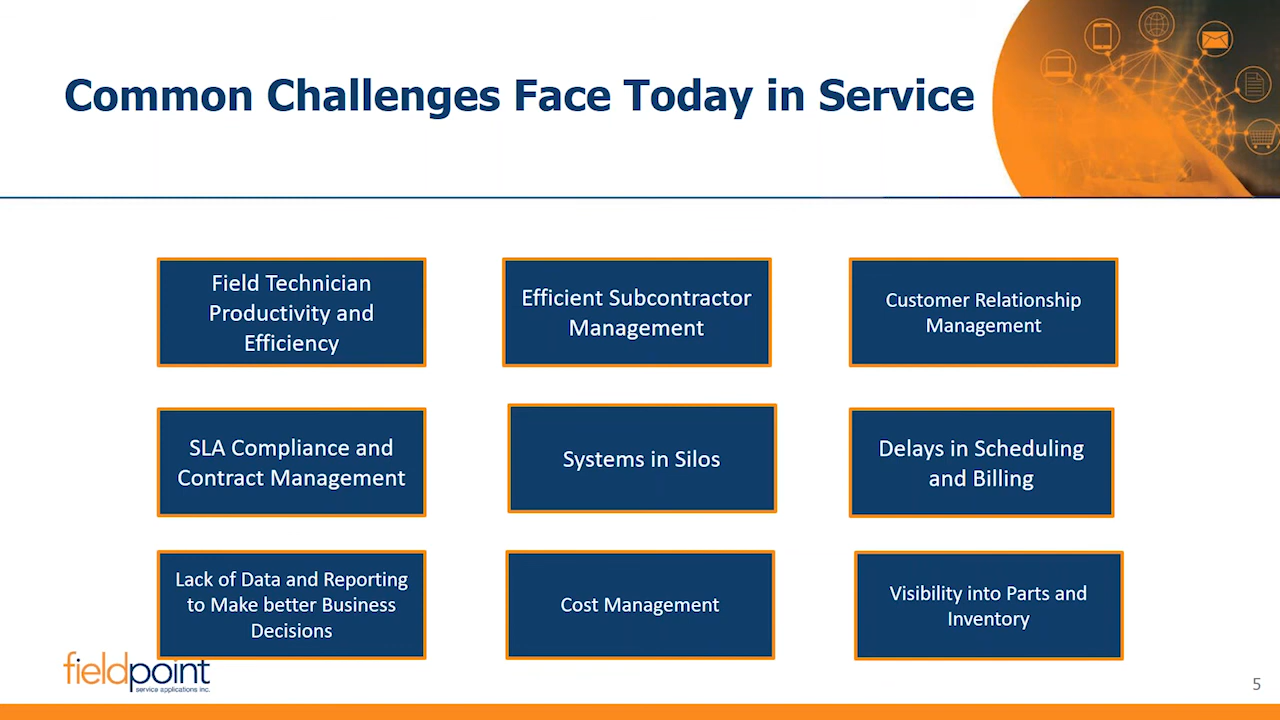 Common Challenges Face Today in Service
Field Technician
Productivity and
Efficiency
Efficient Subcontractor
Management
Customer Relationship
Management
SLA Compliance and
Contract Management
Systems in Silos
Delays in Scheduling
and Billing
Lack of Data and Reporting
to Make better Business
Decisions
Cost Management
Visibility into Parts and
Inventory
fieldpoint
service applications inc.
5